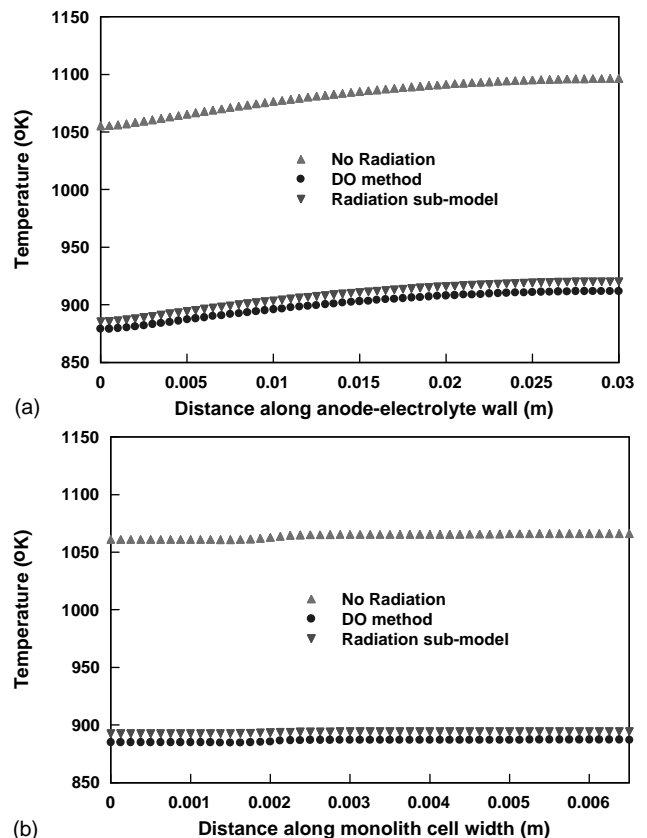 1150
1100
1050
1000
950
900
850
Temperature (oK)
No Radiation
DO method
Radiation sub-model
0 0.005 0.01 0.015 0.02 0.025 0.03
(a) Distance along anode-electrolyte wall (m)
1150
1100
1050
1000
950
900
850
Temperature (oK)
No Radiation
DO method
Radiation sub-model
0 0.001 0.002 0.003 0.004 0.005 0.006
(b) Distance along monolith cell width (m)